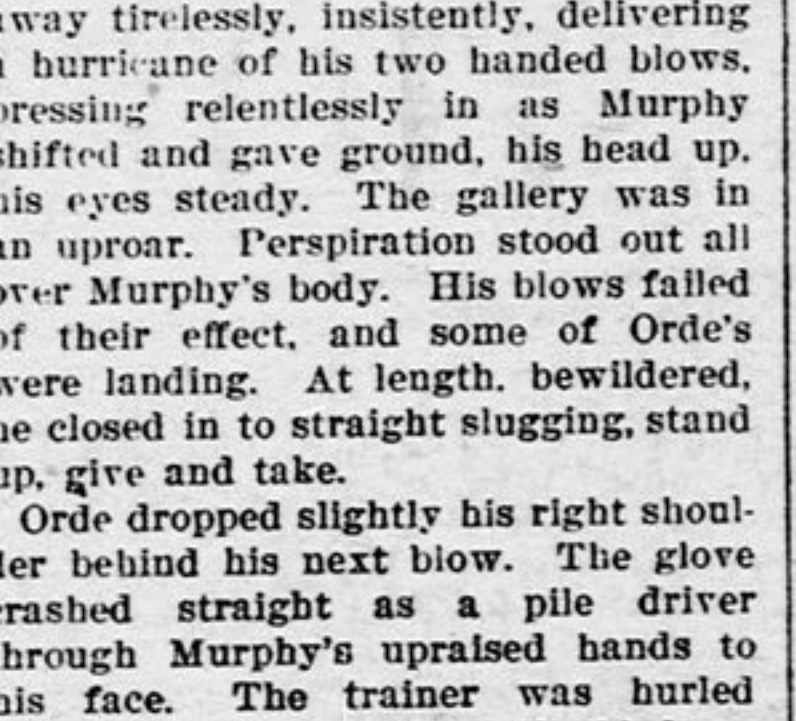 away tirelessly, insistently, delivering
a hurricane of his two handed blows,
pressing relentlessly in as Murphy
shifted and gave ground, his head up,
his eyes steady. The gallery was in
an uproar. Perspiration stood out all
over Murphy's body. His blows failed
of their effect, and some of Orde's
were landing. At length, bewildered,
he closed in to straight slugging, stand
up, give and take.
Orde dropped slightly his right shoul-
der behind his next blow. The glove
crashed straight as a pile driver
through Murphy's upraised hands to
his face. The trainer was hurled